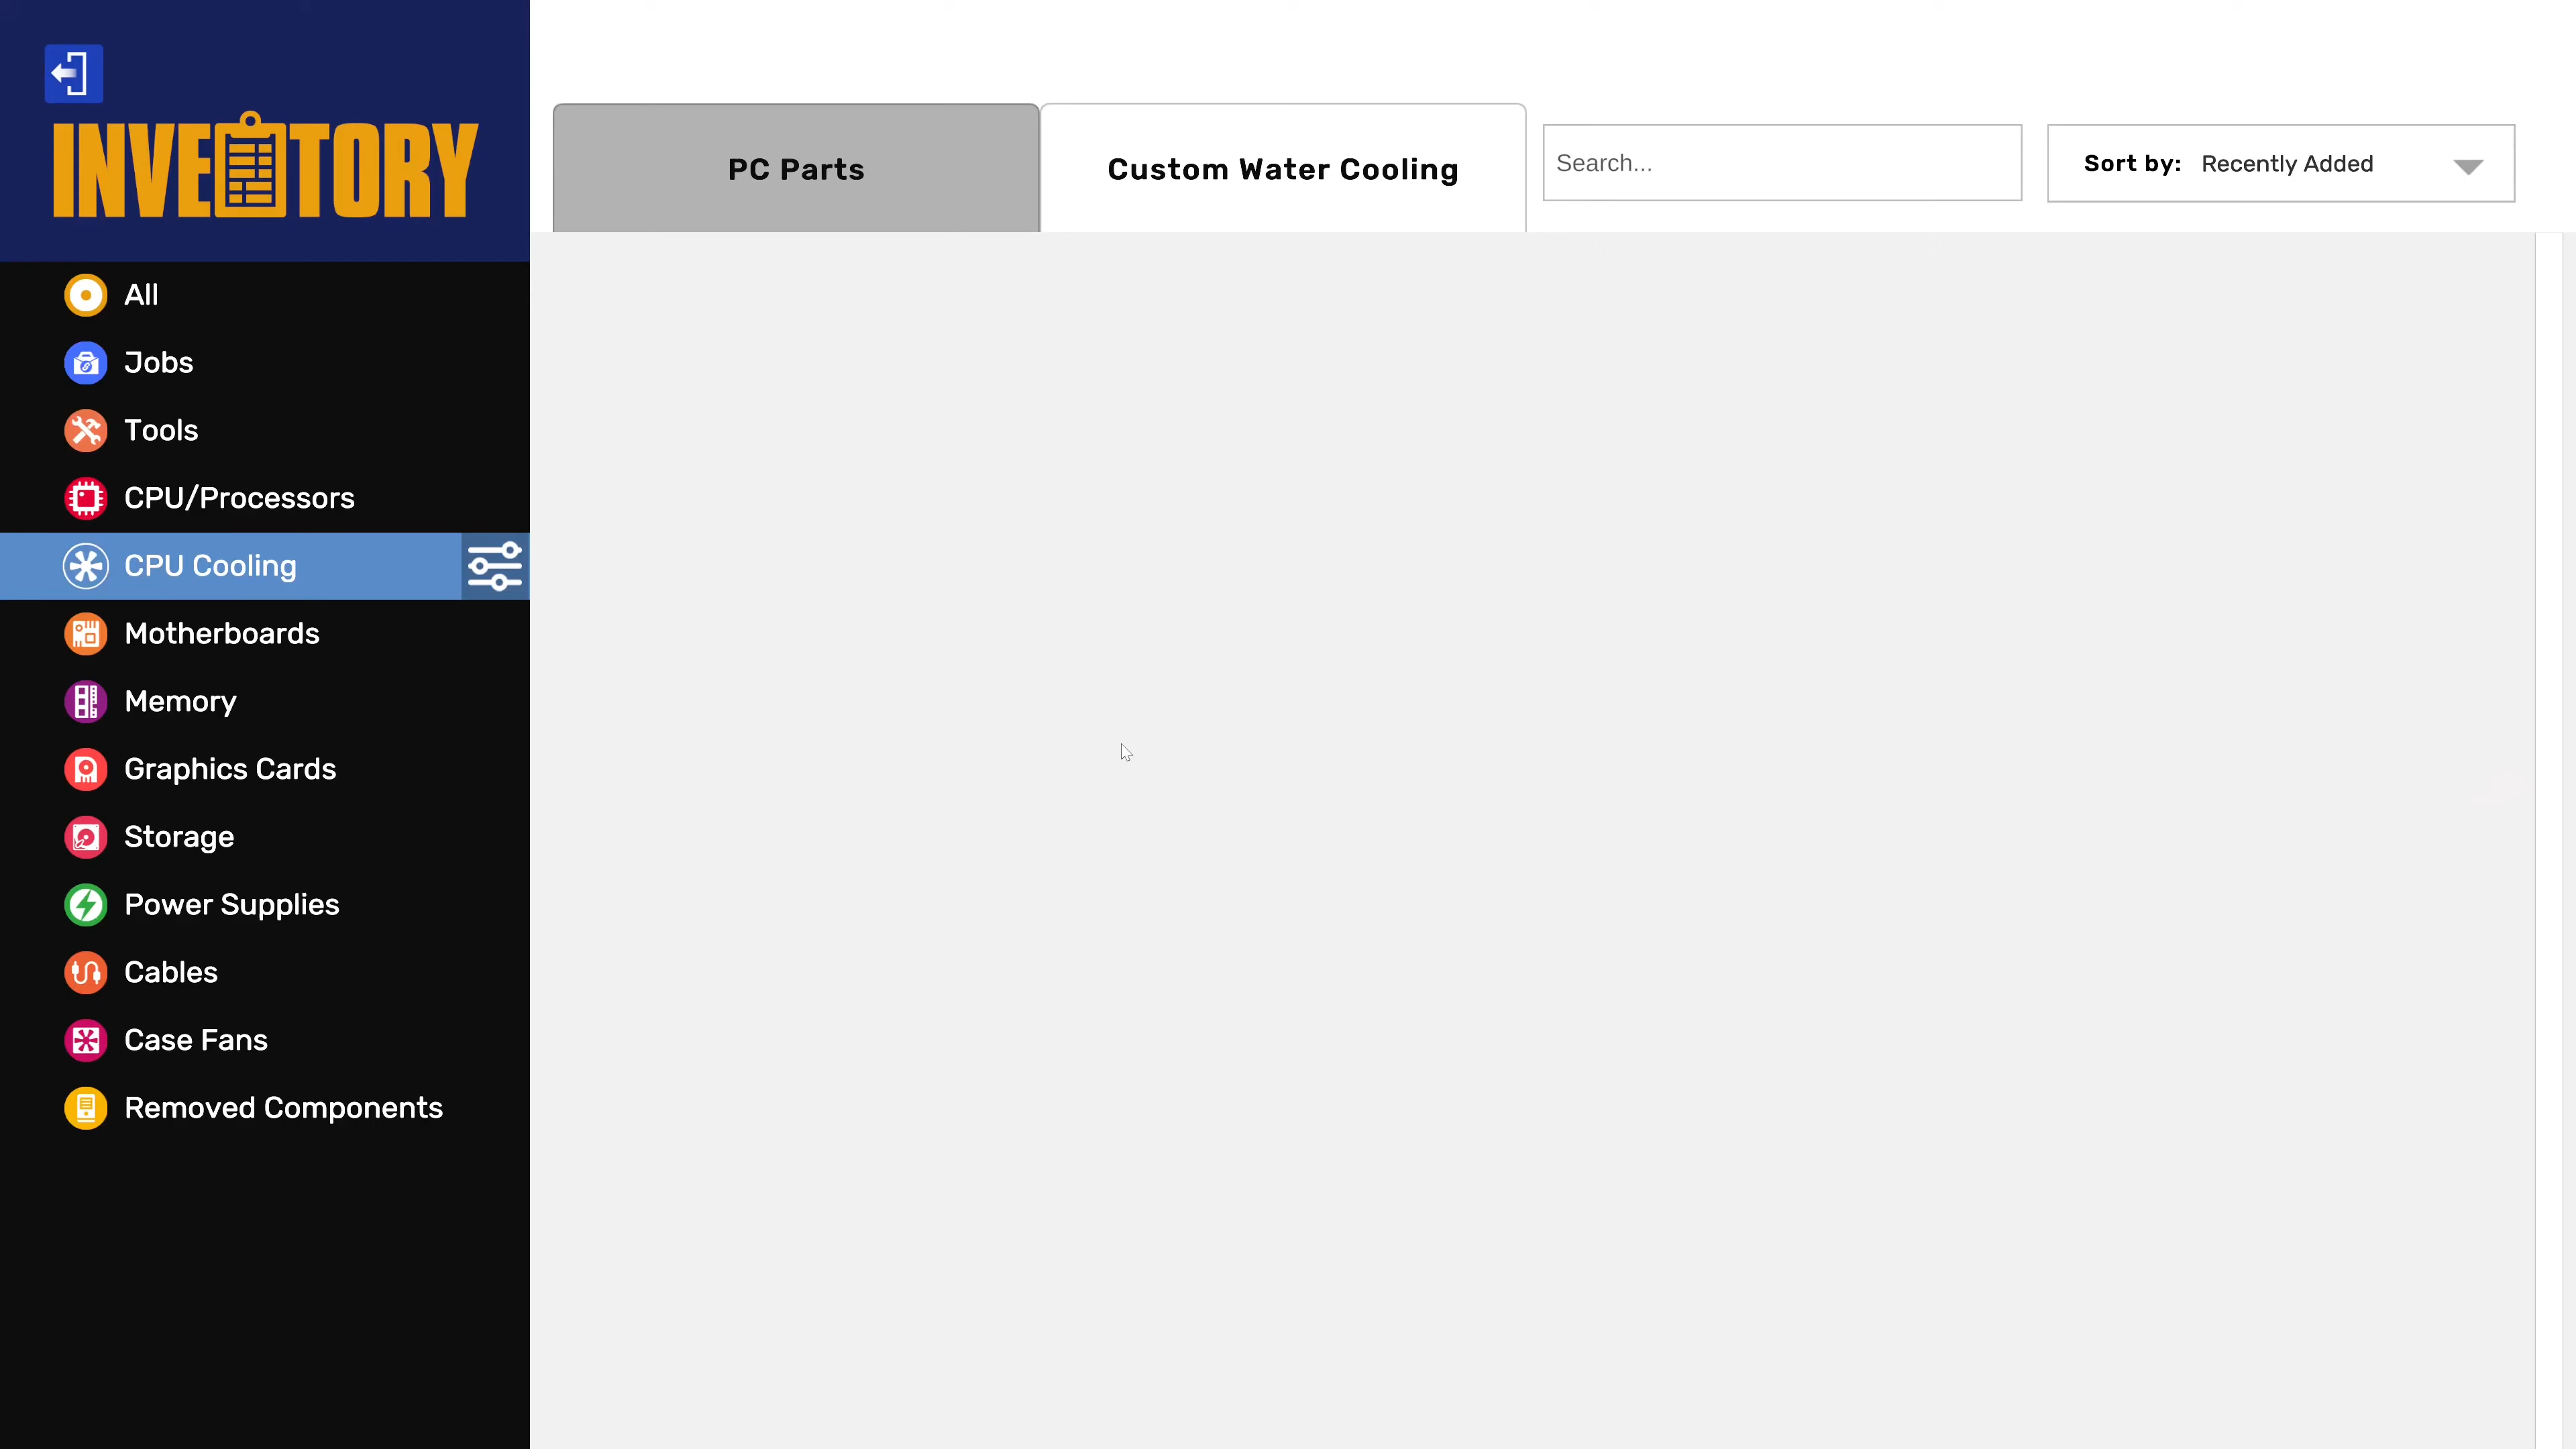 INVENTORY
PC Parts
Custom Water Cooling
Search...
Sort by: Recently Added
All
Jobs
Tools
CPU/Processors
CPU Cooling
Motherboards
Memory
Graphics Cards
Storage
Power Supplies
Cables
Case Fans
Removed Components